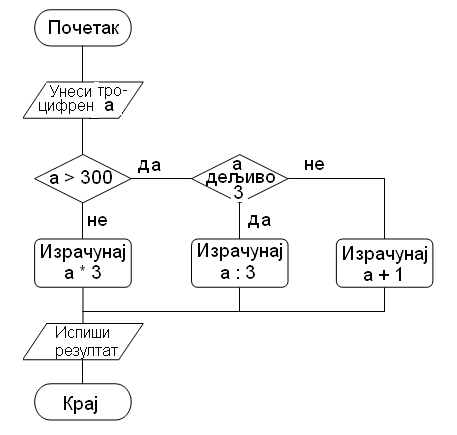 Почетак
Унеси тро-
цифрен a
a > 300
да
a
дељиво
3
не
не
да
Израчунај
a * 3
Израчунај
a : 3
Израчунај
a + 1
Испиши
резултат
Крај